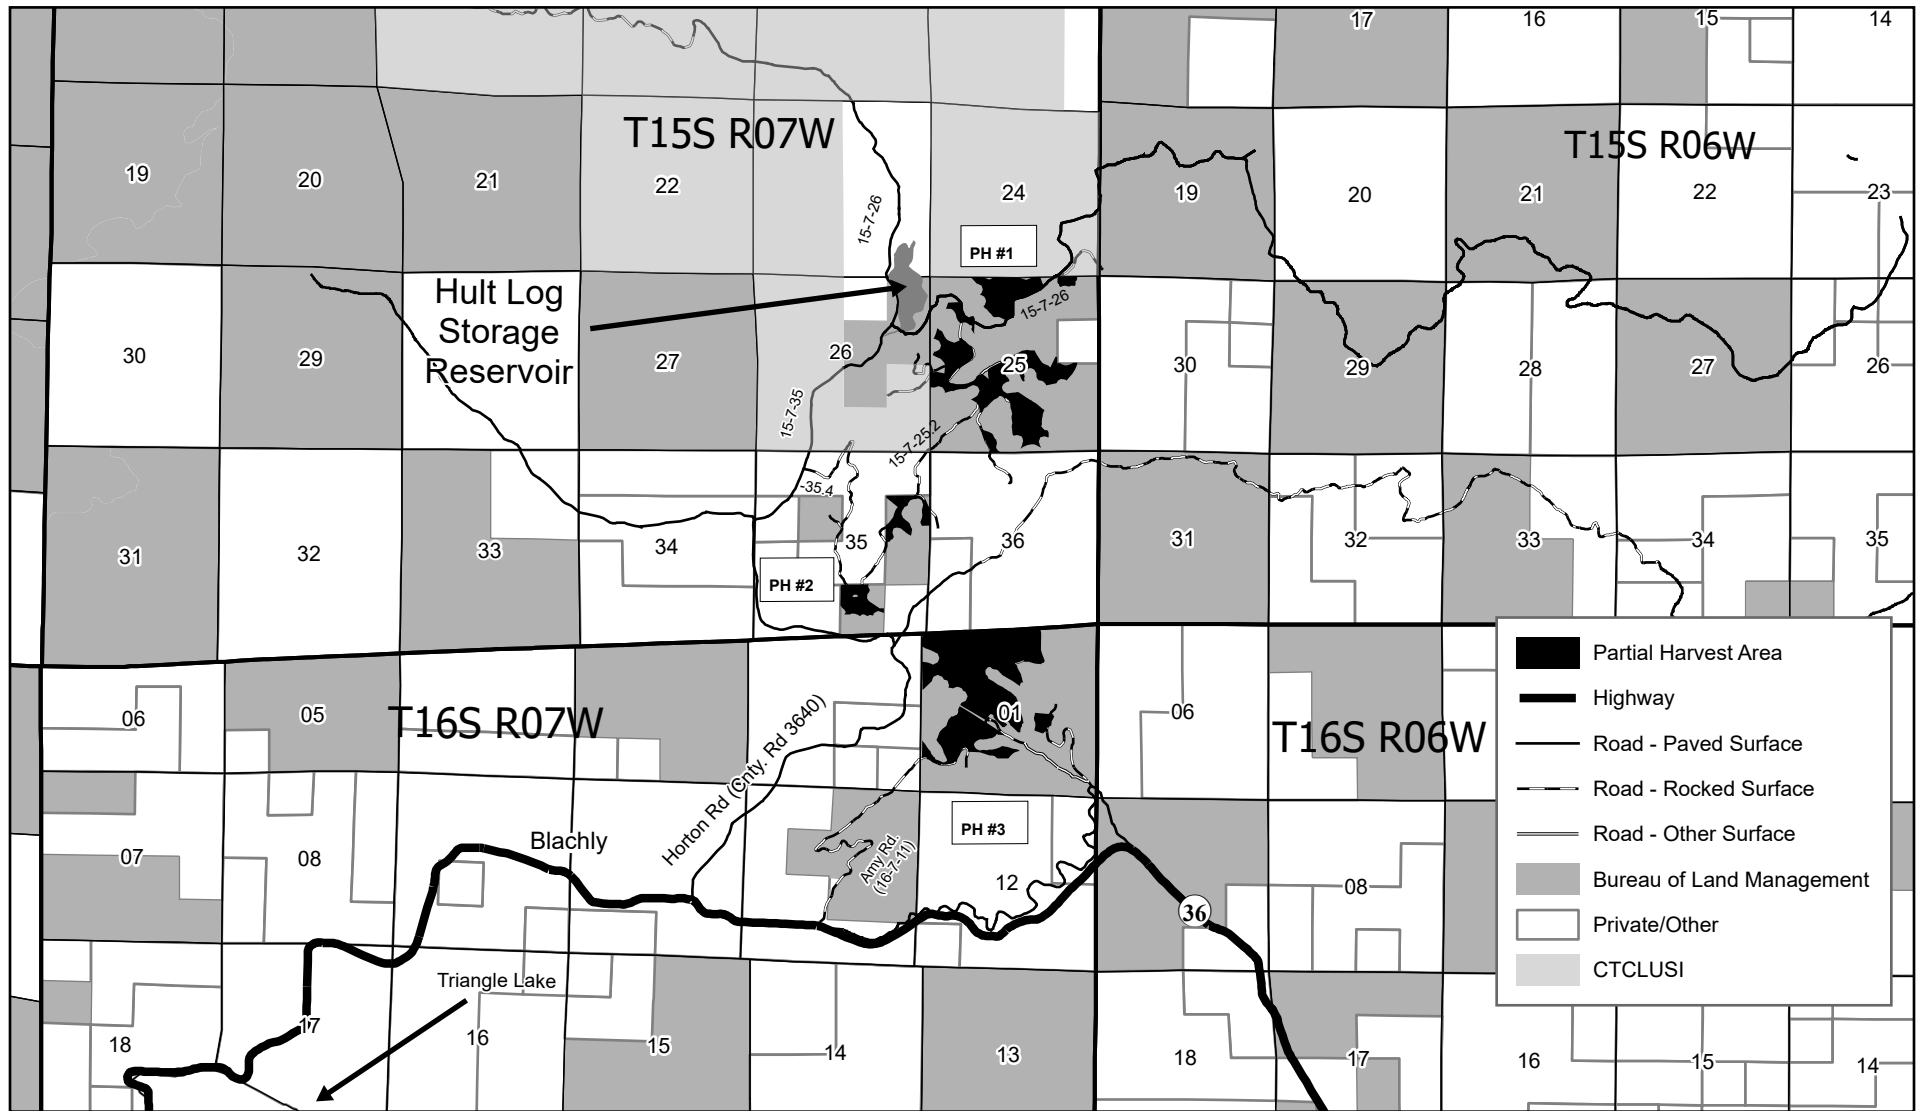 17
16
15
14
T15S R07W
T15S R06W
19
20
21
22
24
19
20
21
22
23
15-7-26
PH #1
Hult Log
Storage
Reservoir
15-7-26
30
29
27
26
25
30
29
28
27
26
15-7-35
15-7-25.2
-35.4
31
32
33
34
35
36
31
32
33
34
35
PH #2
Partial Harvest Area
Highway
Road - Paved Surface
Road - Rocked Surface
Road - Other Surface
Bureau of Land Management
Private/Other
CTCLUSI
06
05
T16S R07W
01
06
T16S R06W
Horton Rd (Cnty. Rd 3640)
PH #3
Blachly
07
08
Amy Rd.
(16-7-11)
12
08
36
Triangle Lake
18
17
16
15
14
13
18
17
16
15
14